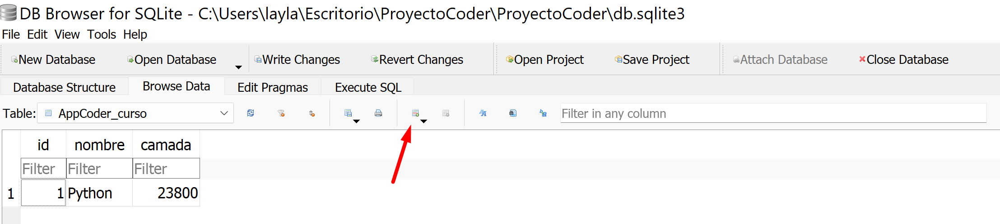 DB Browser for SQLite - C:\Users\layla\Escritorio\ProyectoCoder\ProyectoCoder\db.sqlite3
File Edit View Tools Help
New Database Open Database Write Changes Revert Changes Open Project Save Project Attach Database Close Database
Database Structure Browse Data Edit Pragmas Execute SQL
Table: AppCoder_curso Filter in any column
id nombre camada
Filter Filter Filter
1 1 Python 23800